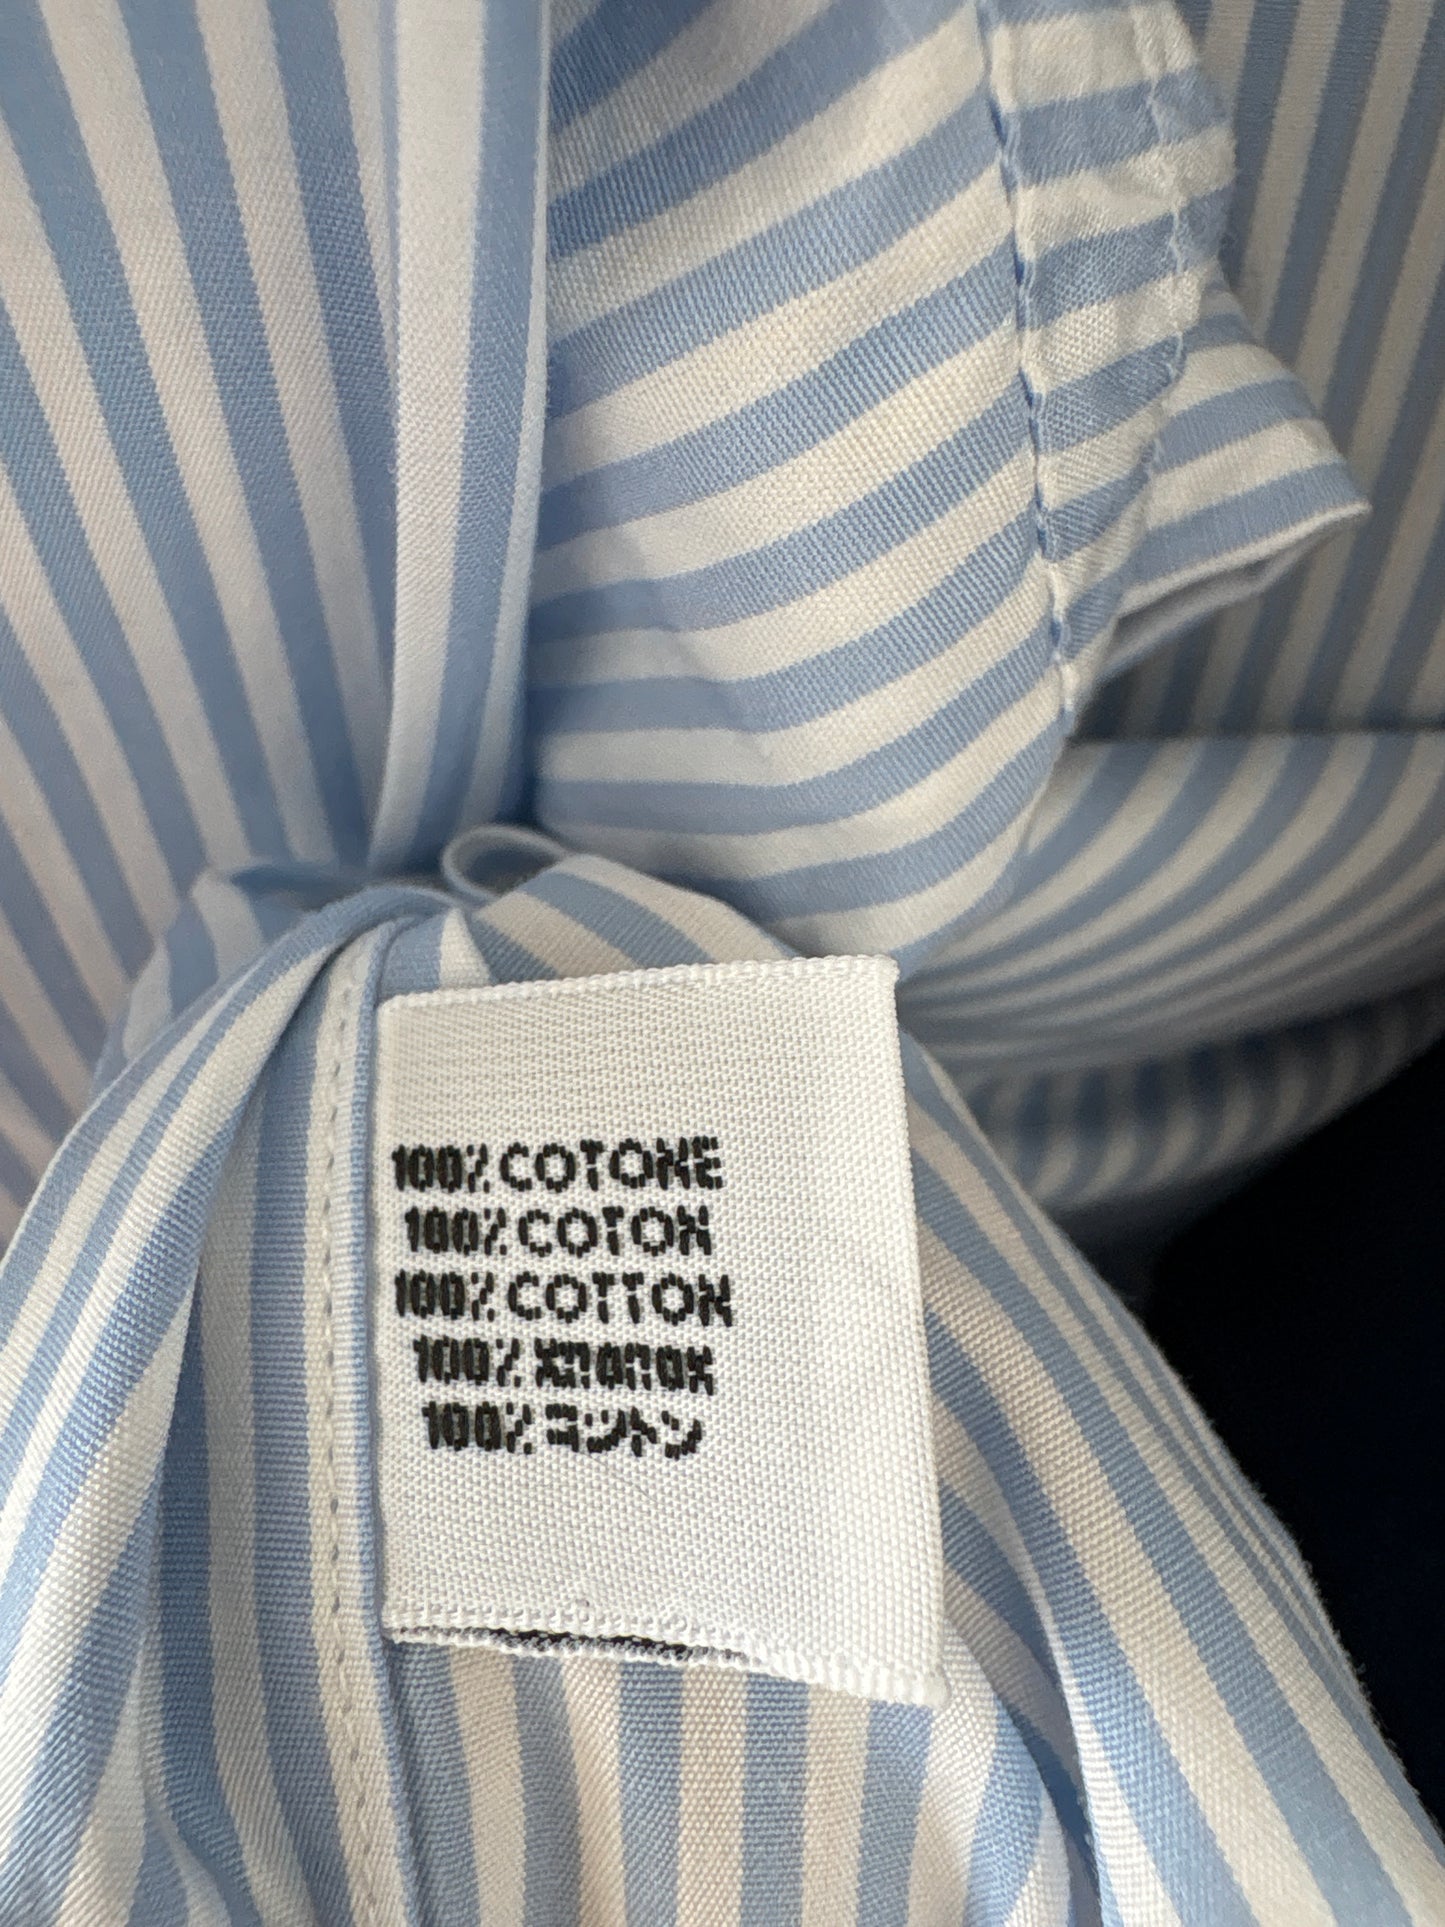 100% COTONE
100% COTON
100% COTTON
100% ХЛОПОК
100% コットン